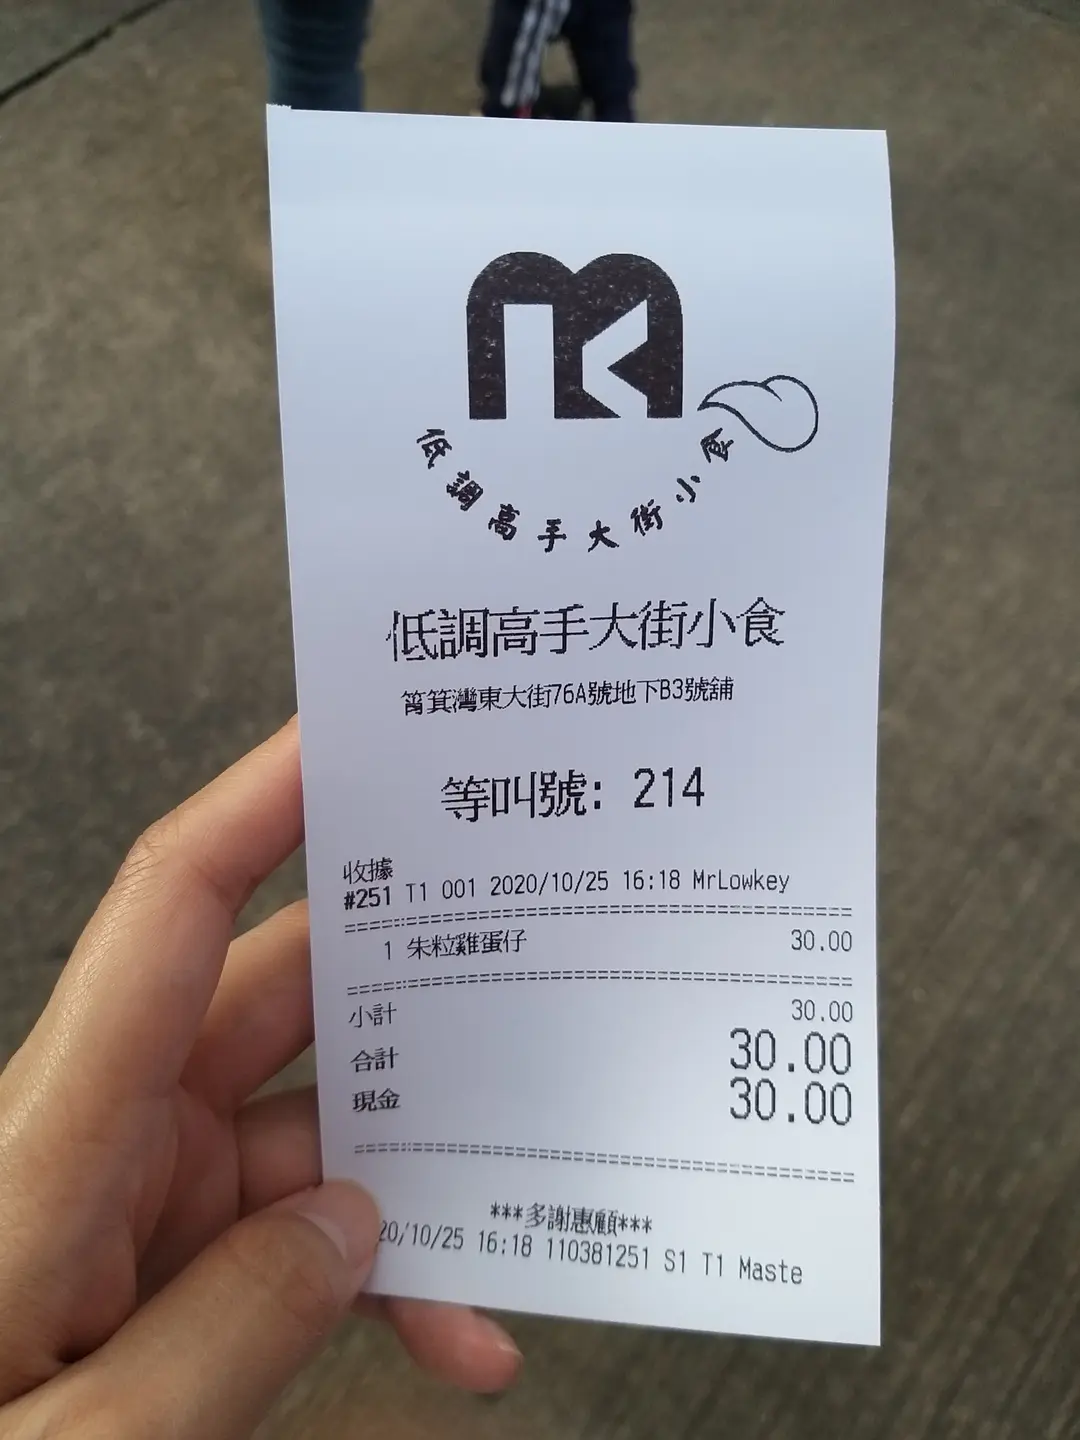 低調高手大街小食
低調高手大街小食
筲箕灣東大街76A號地下B3號舖
等叫號: 214
收據
#251 T1 001 2020/10/25 16:18 MrLowkey
1 朱粒雞蛋仔 30.00
小計 30.00
合計 30.00
現金 30.00
***多謝惠顧***
20/10/25 16:18 110381251 S1 T1 Maste